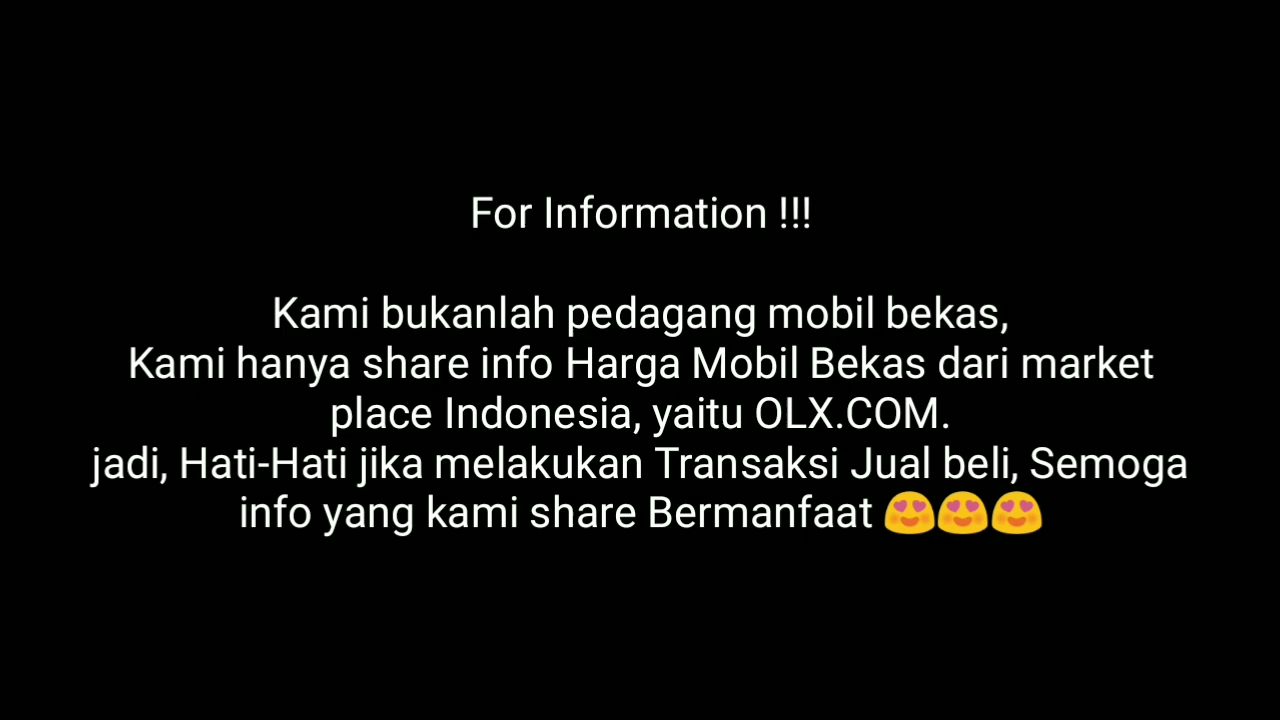 For Information !!!
Kami bukanlah pedagang mobil bekas,
Kami hanya share info Harga Mobil Bekas dari market
place Indonesia, yaitu OLX.COM.
jadi, Hati-Hati jika melakukan Transaksi Jual beli, Semoga
info yang kami share Bermanfaat 😍😍😍